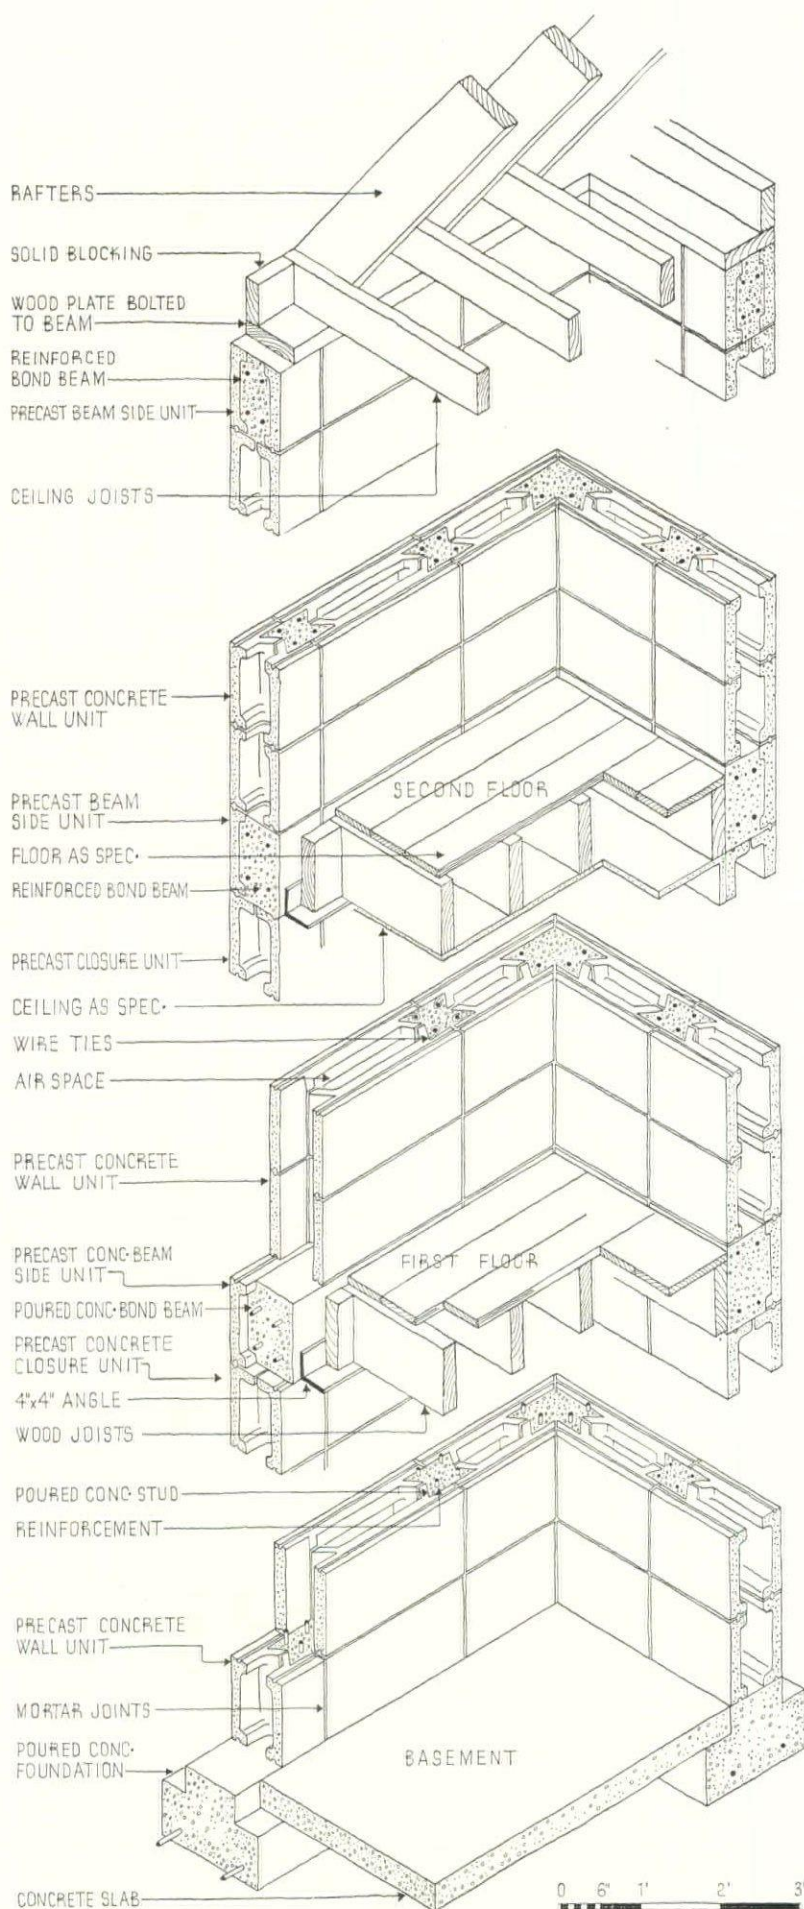 RAFTERS
SOLID BLOCKING
WOOD PLATE BOLTED
TO BEAM
REINFORCED
BOND BEAM
PRECAST BEAM SIDE UNIT
CEILING JOISTS
PRECAST CONCRETE
WALL UNIT
PRECAST BEAM
SIDE UNIT
SECOND FLOOR
FLOOR AS SPEC.
REINFORCED BOND BEAM
PRECAST CLOSURE UNIT
CEILING AS SPEC.
WIRE TIES
AIR SPACE
PRECAST CONCRETE
WALL UNIT
PRECAST CONC. BEAM
SIDE UNIT
FIRST FLOOR
POURED CONC. BOND BEAM
PRECAST CONCRETE
CLOSURE UNIT
4"x4" ANGLE
WOOD JOISTS
POURED CONC. STUD
REINFORCEMENT
PRECAST CONCRETE
WALL UNIT
MORTAR JOINTS
POURED CONC.
FOUNDATION
BASEMENT
CONCRETE SLAB
0 6" 1' 2' 3'